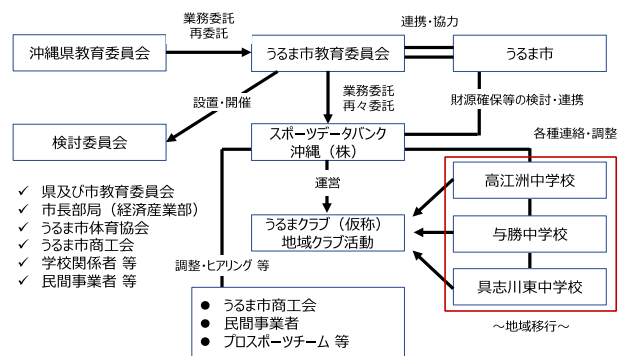 業務委託
再委託
連携・協力
沖縄県教育委員会
うるま市教育委員会
うるま市
設置・開催
業務委託
再々委託
財源確保等の検討・連携
検討委員会
スポーツデータバンク
沖縄（株）
各種連絡・調整
運営
高江洲中学校
✓ 県及び市教育委員会
✓ 市長部局（経済産業部）
✓ うるま市体育協会
✓ うるま市商工会
✓ 学校関係者 等
✓ 民間事業者 等
うるまクラブ（仮称）
地域クラブ活動
与勝中学校
調整・ヒアリング 等
具志川東中学校
● うるま市商工会
● 民間事業者
● プロスポーツチーム 等
～地域移行～